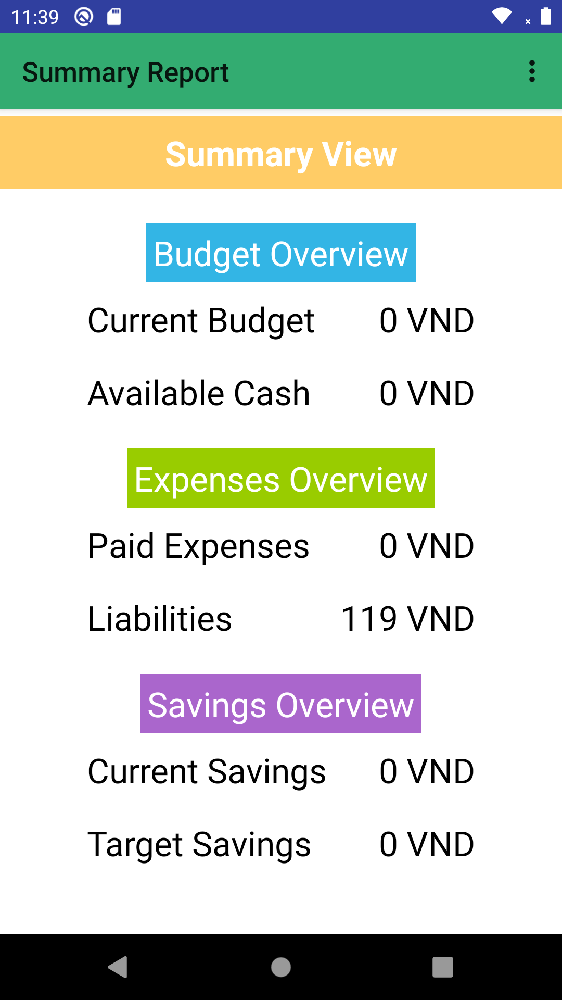 11:39
Summary Report
Summary View
Budget Overview
Current Budget 0 VND
Available Cash 0 VND
Expenses Overview
Paid Expenses 0 VND
Liabilities 119 VND
Savings Overview
Current Savings 0 VND
Target Savings 0 VND